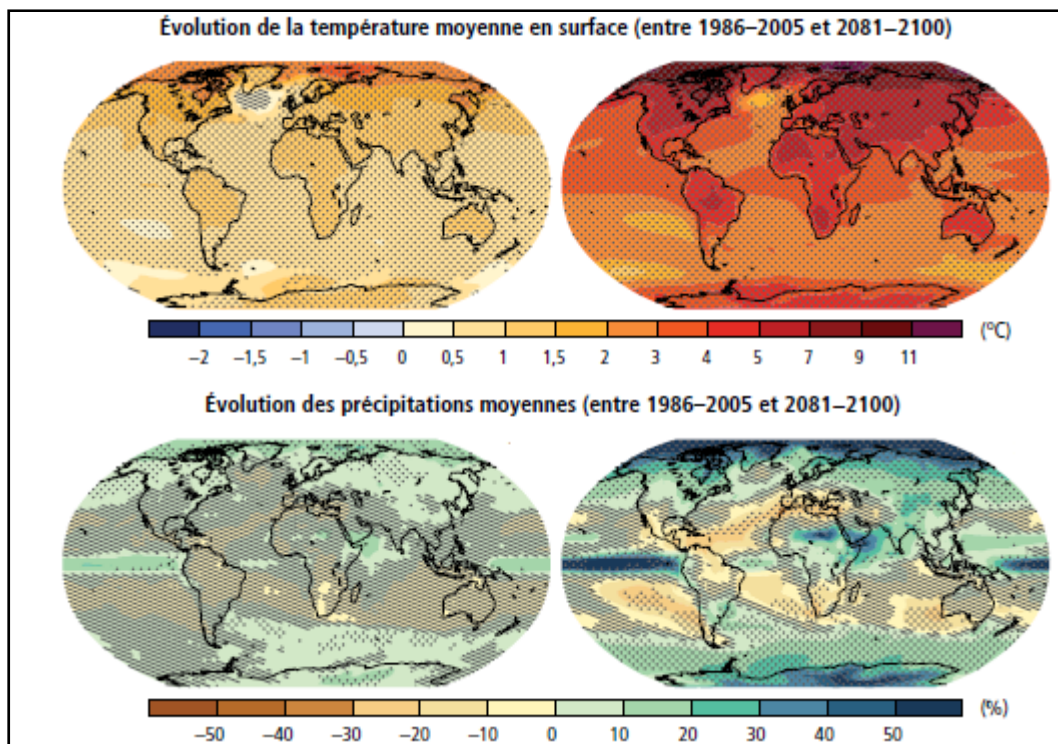 Évolution de la température moyenne en surface (entre 1986–2005 et 2081–2100)
–2 –1,5 –1 –0,5 0 0,5 1 1,5 2 3 4 5 7 9 11 (°C)
Évolution des précipitations moyennes (entre 1986–2005 et 2081–2100)
–50 –40 –30 –20 –10 0 10 20 30 40 50 (%)